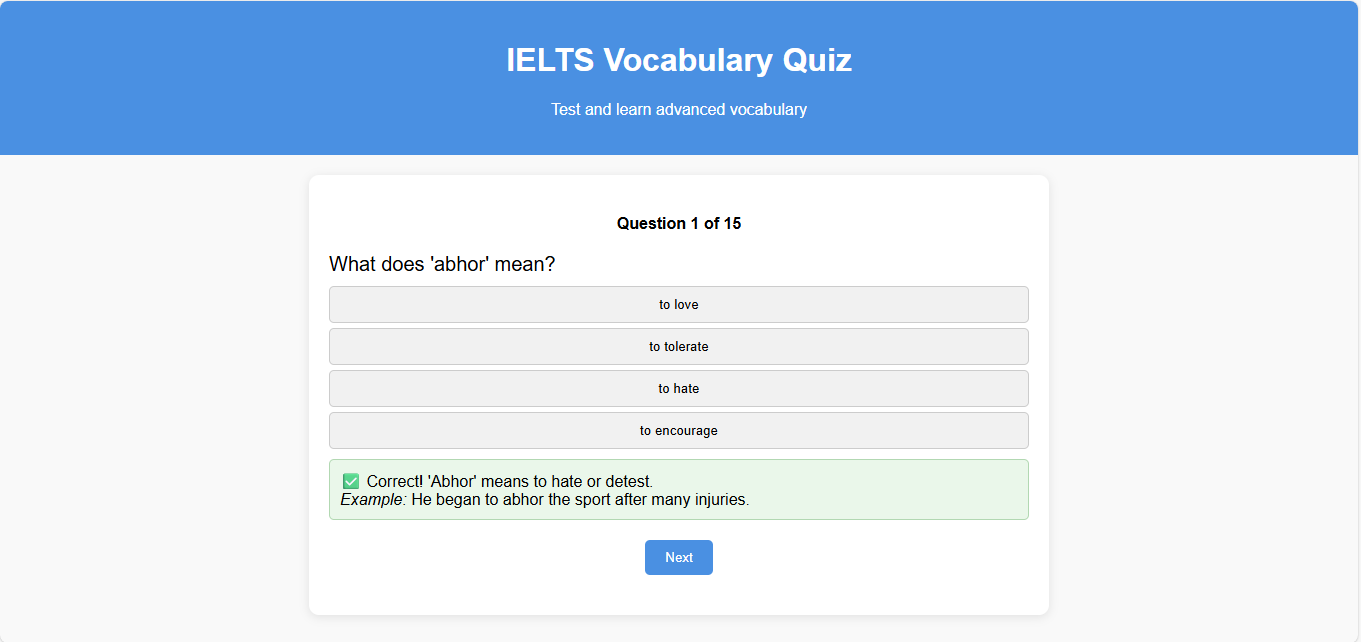 IELTS Vocabulary Quiz
Test and learn advanced vocabulary
Question 1 of 15
What does 'abhor' mean?
to love
to tolerate
to hate
to encourage
✅ Correct! 'Abhor' means to hate or detest.
Example: He began to abhor the sport after many injuries.
Next